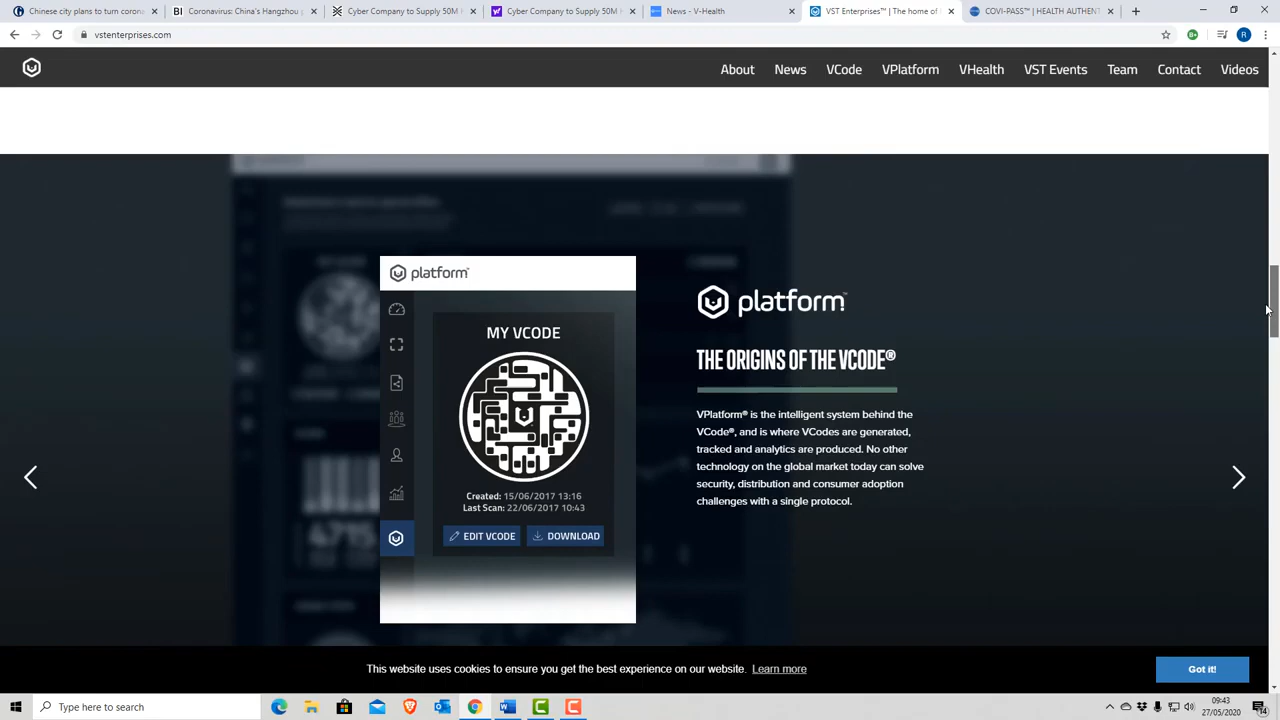 Chinese city plans to turn corona
Coronavirus: China's Hangzhou p
Cyber Company to Supply 50M H
Cyber Company to Supply 50M H
News - V-Health
VST Enterprises™ | The home of
COVI-PASS™ | HEALTH AUTHENT
vstenterprises.com
R
About News VCode VPlatform VHealth VST Events Team Contact Videos
platform™
MY VCODE
Created: 15/06/2017 13:16
Last Scan: 22/06/2017 10:43
EDIT VCODE DOWNLOAD
platform™
THE ORIGINS OF THE VCODE®
VPlatform® is the intelligent system behind the
VCode®, and is where VCodes are generated,
tracked and analytics are produced. No other
technology on the global market today can solve
security, distribution and consumer adoption
challenges with a single protocol.
This website uses cookies to ensure you get the best experience on our website. Learn more
Got it!
Type here to search
09:43
27/05/2020